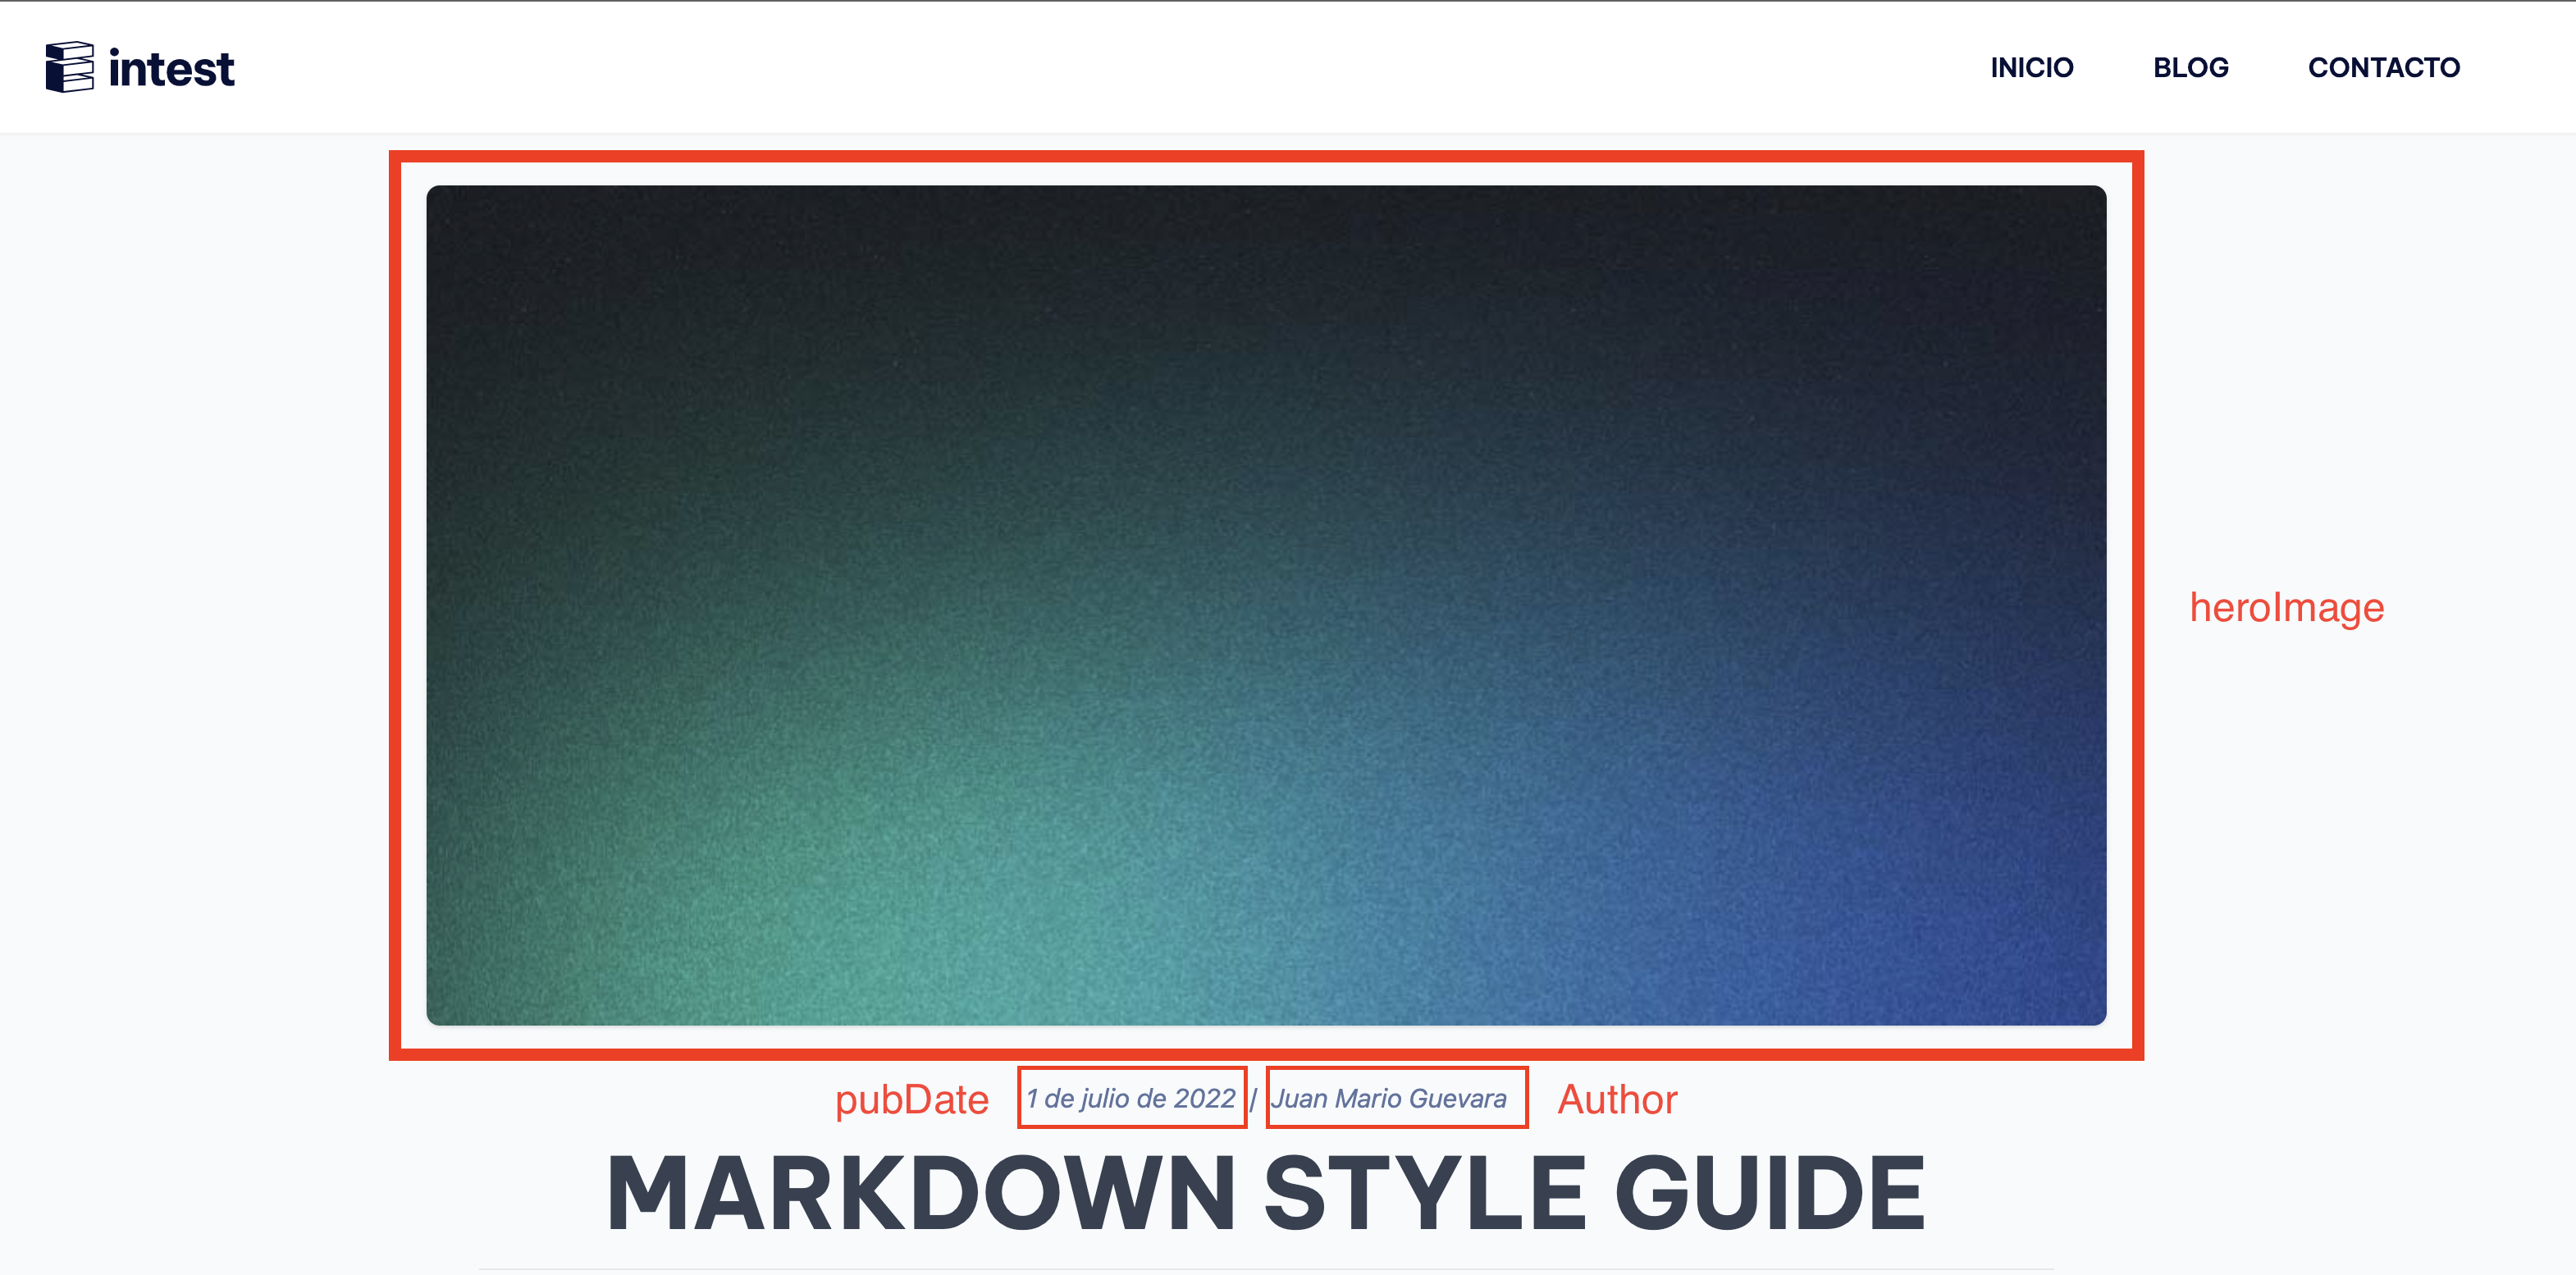 intest
INICIO BLOG CONTACTO
heroImage
pubDate 1 de julio de 2022 / Juan Mario Guevara Author
MARKDOWN STYLE GUIDE